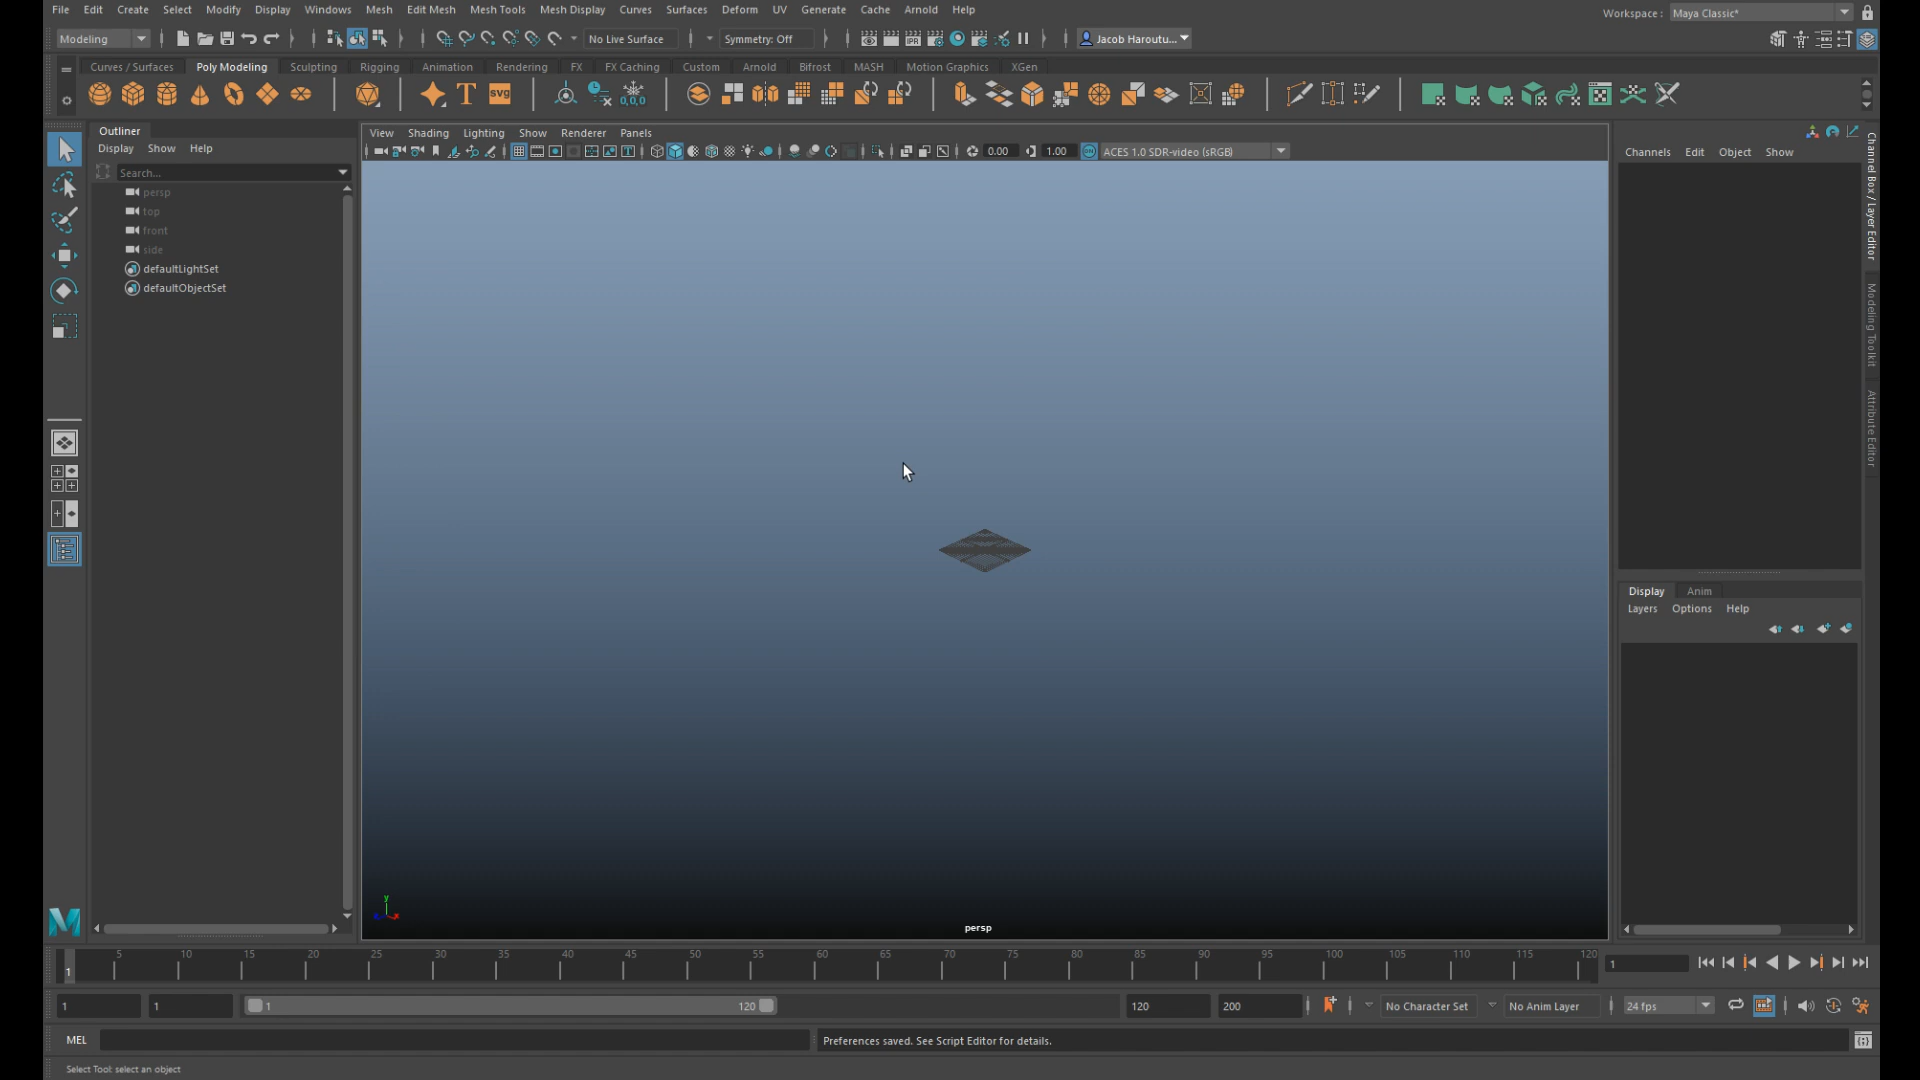 File Edit Create Select Modify Display Windows Mesh Edit Mesh Mesh Tools Mesh Display Curves Surfaces Deform UV Generate Cache Arnold Help
Workspace : Maya Classic*
Modeling
No Live Surface
Symmetry: Off
Jacob Haroutu...
Curves / Surfaces Poly Modeling Sculpting Rigging Animation Rendering FX FX Caching Custom Arnold Bifrost MASH Motion Graphics XGen
T svg 0,0,0
Outliner
Display Show Help
Search...
persp
top
front
side
defaultLightSet
defaultObjectSet
View Shading Lighting Show Renderer Panels
0.00 1.00 ACES 1.0 SDR-video (sRGB)
y
persp
Channels Edit Object Show
Channel Box / Layer Editor
Modeling Toolkit
Attribute Editor
Display Anim
Layers Options Help
5 10 15 20 25 30 35 40 45 50 55 60 65 70 75 80 85 90 95 100 105 110 115 120
1
1
1 1 1 120 120 200 No Character Set No Anim Layer 24 fps
MEL
Preferences saved. See Script Editor for details.
Select Tool: select an object